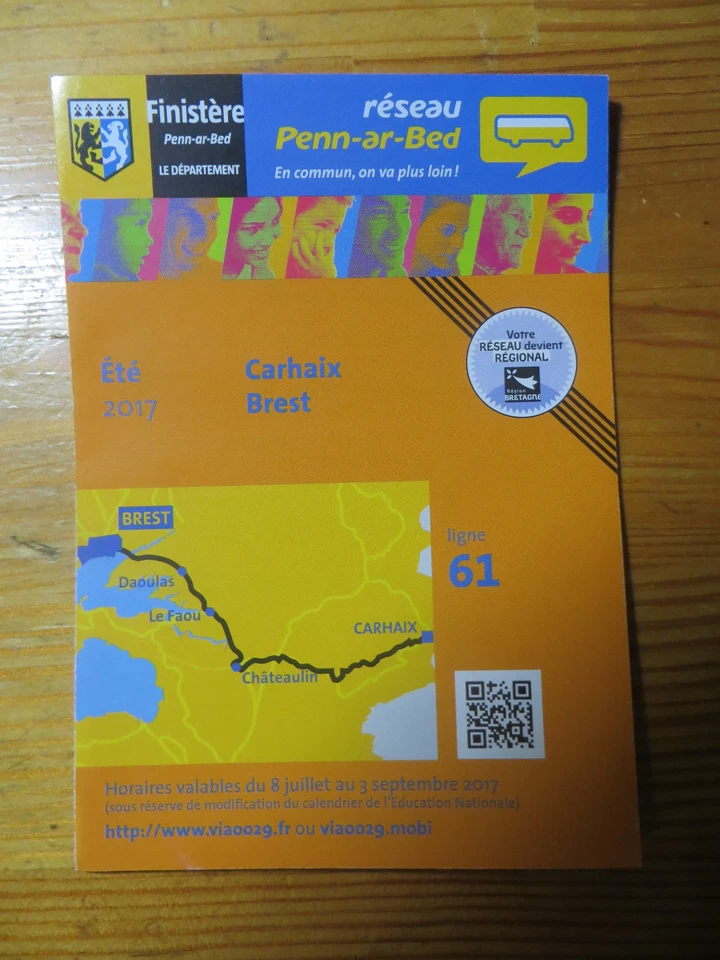 Finistère
Penn-ar-Bed
LE DÉPARTEMENT
réseau
Penn-ar-Bed
En commun, on va plus loin !
Votre
RÉSEAU devient
RÉGIONAL
Région
BRETAGNE
Été
2017
Carhaix
Brest
BREST
Daoulas
Le Faou
CARHAIX
Châteaulin
ligne
61
Horaires valables du 8 juillet au 3 septembre 2017
(sous réserve de modification du calendrier de l'Éducation Nationale)
http://www.viaoo29.fr ou viaoo29.mobi